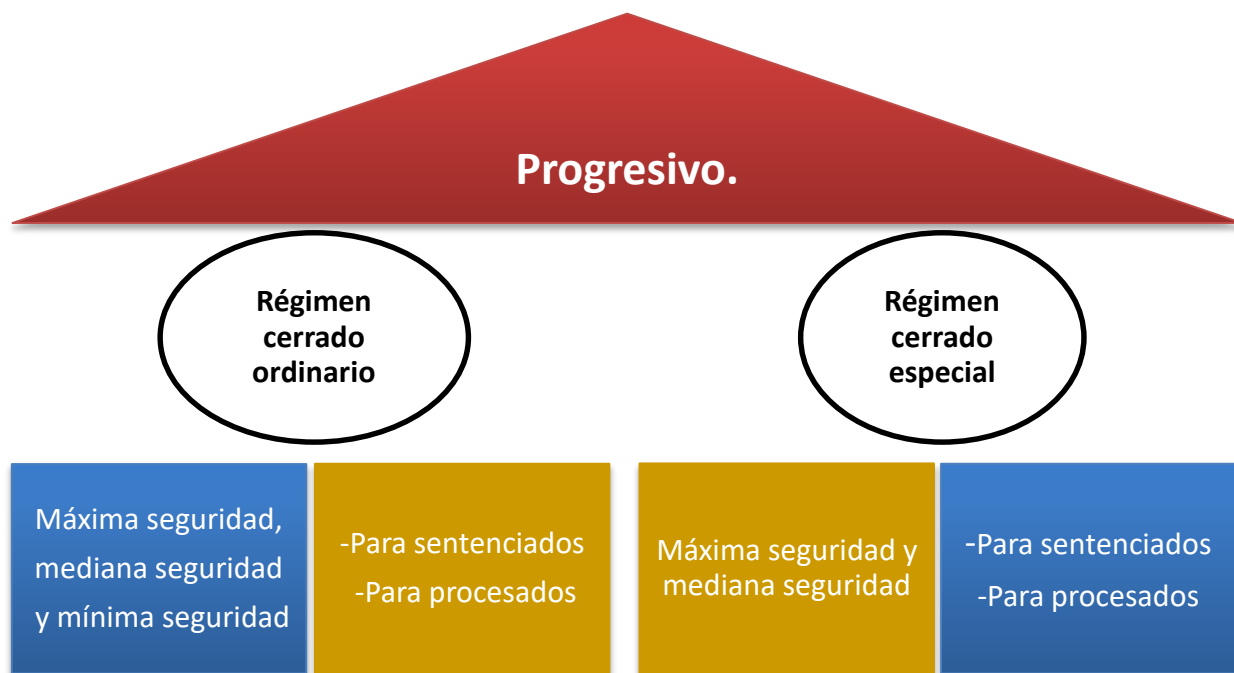 Progresivo.
Régimen
cerrado
ordinario
Régimen
cerrado
especial
Máxima seguridad,
mediana seguridad
y mínima seguridad
-Para sentenciados
-Para procesados
Máxima seguridad y
mediana seguridad
-Para sentenciados
-Para procesados